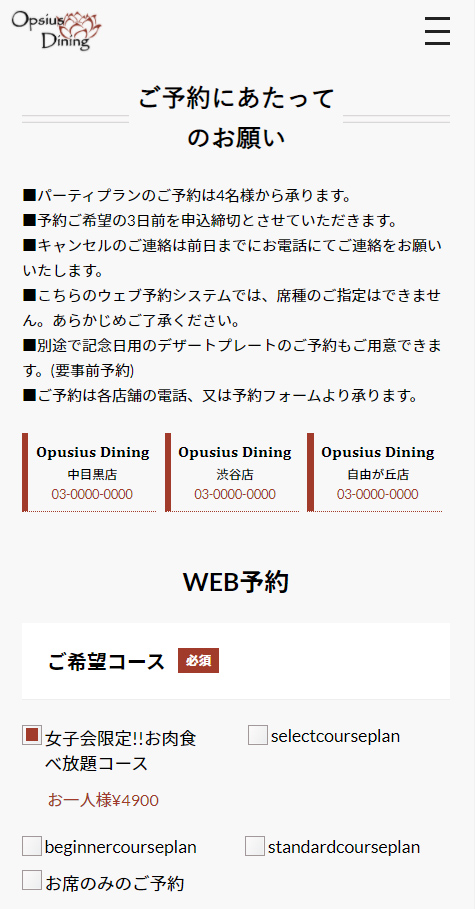 Opsius
Dining
ご予約にあたって
のお願い
■パーティプランのご予約は4名様から承ります。
■予約ご希望の3日前を申込締切とさせていただきます。
■キャンセルのご連絡は前日までにお電話にてご連絡をお願い
いたします。
■こちらのウェブ予約システムでは、席種のご指定はできませ
ん。あらかじめご了承ください。
■別途で記念日用のデザートプレートのご予約もご用意できま
す。(要事前予約)
■ご予約は各店舗の電話、又は予約フォームより承ります。
Opusius Dining
中目黒店
03-0000-0000
Opusius Dining
渋谷店
03-0000-0000
Opusius Dining
自由が丘店
03-0000-0000
WEB予約
ご希望コース 必須
女子会限定!!お肉食
べ放題コース
お一人様¥4900
selectcourseplan
beginnercourseplan
standardcourseplan
お席のみのご予約